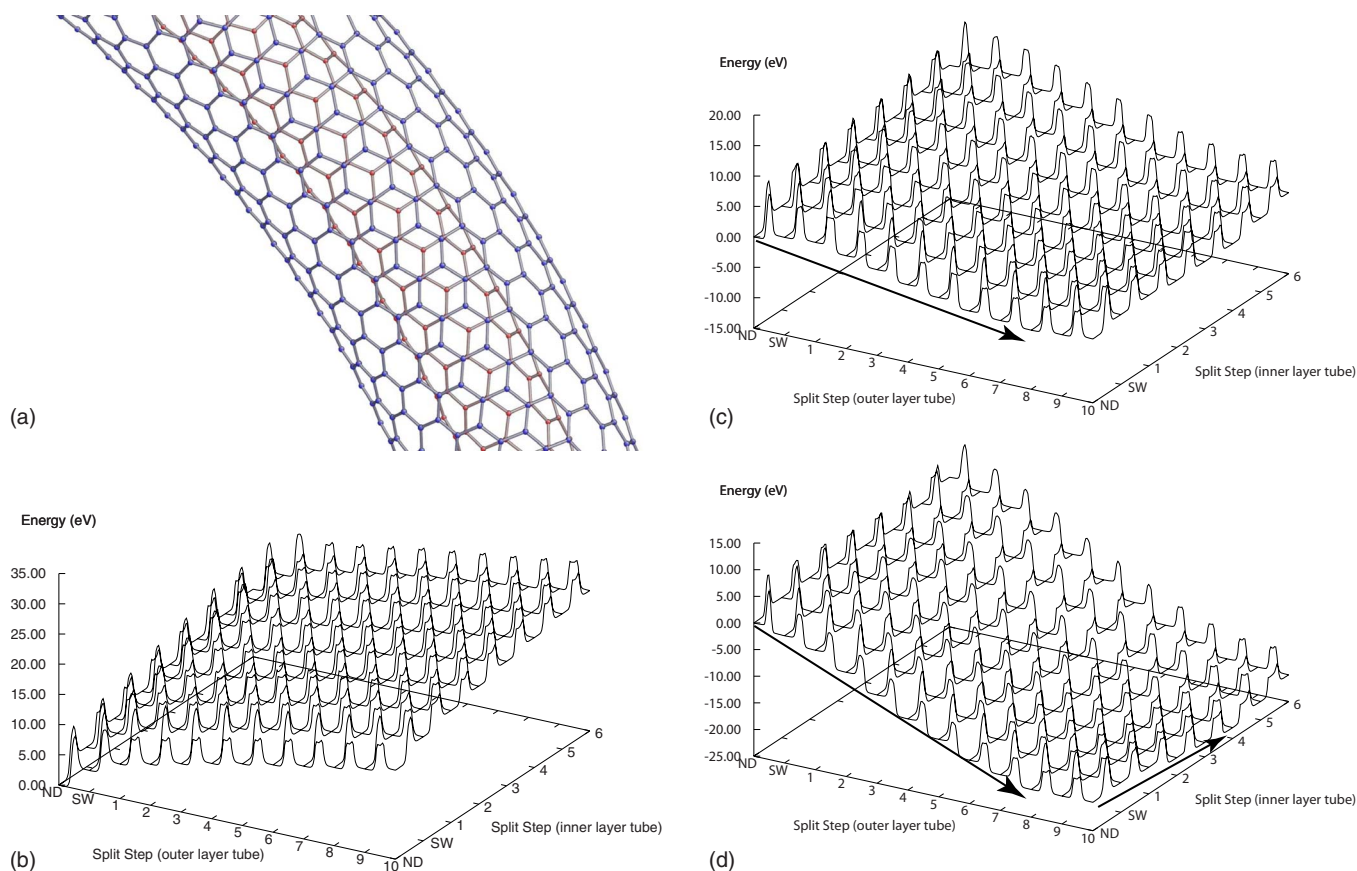 (a)
Energy (eV)
35.00
30.00
25.00
20.00
15.00
10.00
5.00
0.00
ND
SW
1
2
3
4
5
6
7
8
9
10
Split Step (outer layer tube)
ND
SW
1
2
3
4
5
6
Split Step (inner layer tube)
(b)
Energy (eV)
20.00
15.00
10.00
5.00
0.00
-5.00
-10.00
-15.00
ND
SW
1
2
3
4
5
6
7
8
9
10
Split Step (outer layer tube)
ND
SW
1
2
3
4
5
6
Split Step (inner layer tube)
(c)
Energy (eV)
15.00
10.00
5.00
0.00
-5.00
-10.00
-15.00
-20.00
-25.00
ND
SW
1
2
3
4
5
6
7
8
9
10
Split Step (outer layer tube)
ND
SW
1
2
3
4
5
6
Split Step (inner layer tube)
(d)